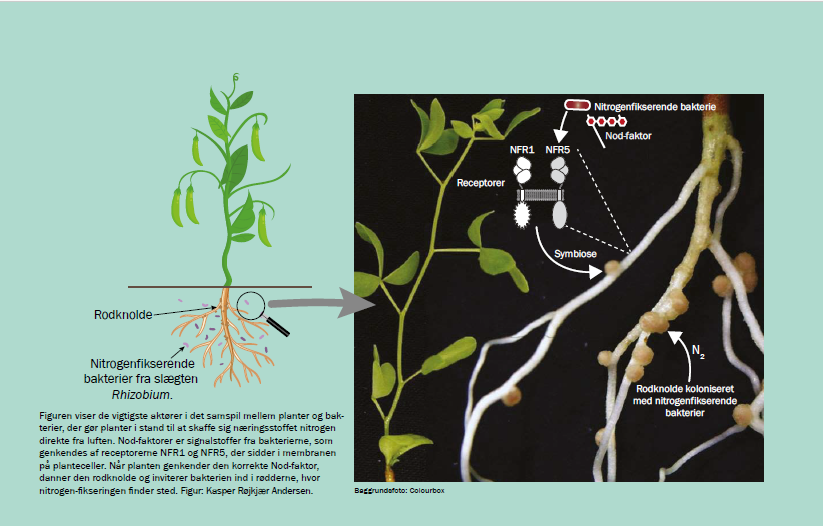 Nitrogenfikserende bakterie
Nod-faktor
NFR1 NFR5
Receptorer
Symbiose
Rodknolde
N2
Nitrogenfikserende
bakterier fra slægten
Rhizobium.
Rodknolde koloniseret
med nitrogenfikserende
bakterier
Figuren viser de vigtigste aktører i det samspil mellem planter og bak-
terier, der gør planter i stand til at skaffe sig næringsstoffet nitrogen
direkte fra luften. Nod-faktorer er signalstoffer fra bakterierne, som
genkendes af receptorerne NFR1 og NFR5, der sidder i membranen
på planteceller. Når planten genkender den korrekte Nod-faktor,
danner den rodknolde og inviterer bakterien ind i rødderne, hvor
nitrogen-fikseringen finder sted. Figur: Kasper Røjkjær Andersen.
Baggrundsfoto: Colourbox